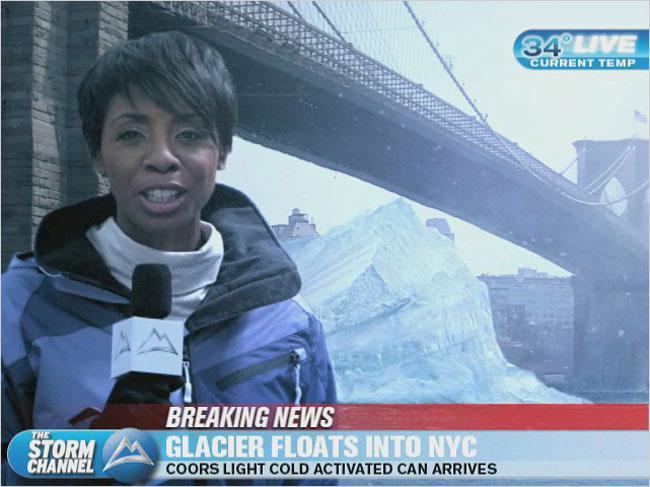 34° LIVE
CURRENT TEMP
BREAKING NEWS
THE
STORM
CHANNEL
GLACIER FLOATS INTO NYC
COORS LIGHT COLD ACTIVATED CAN ARRIVES